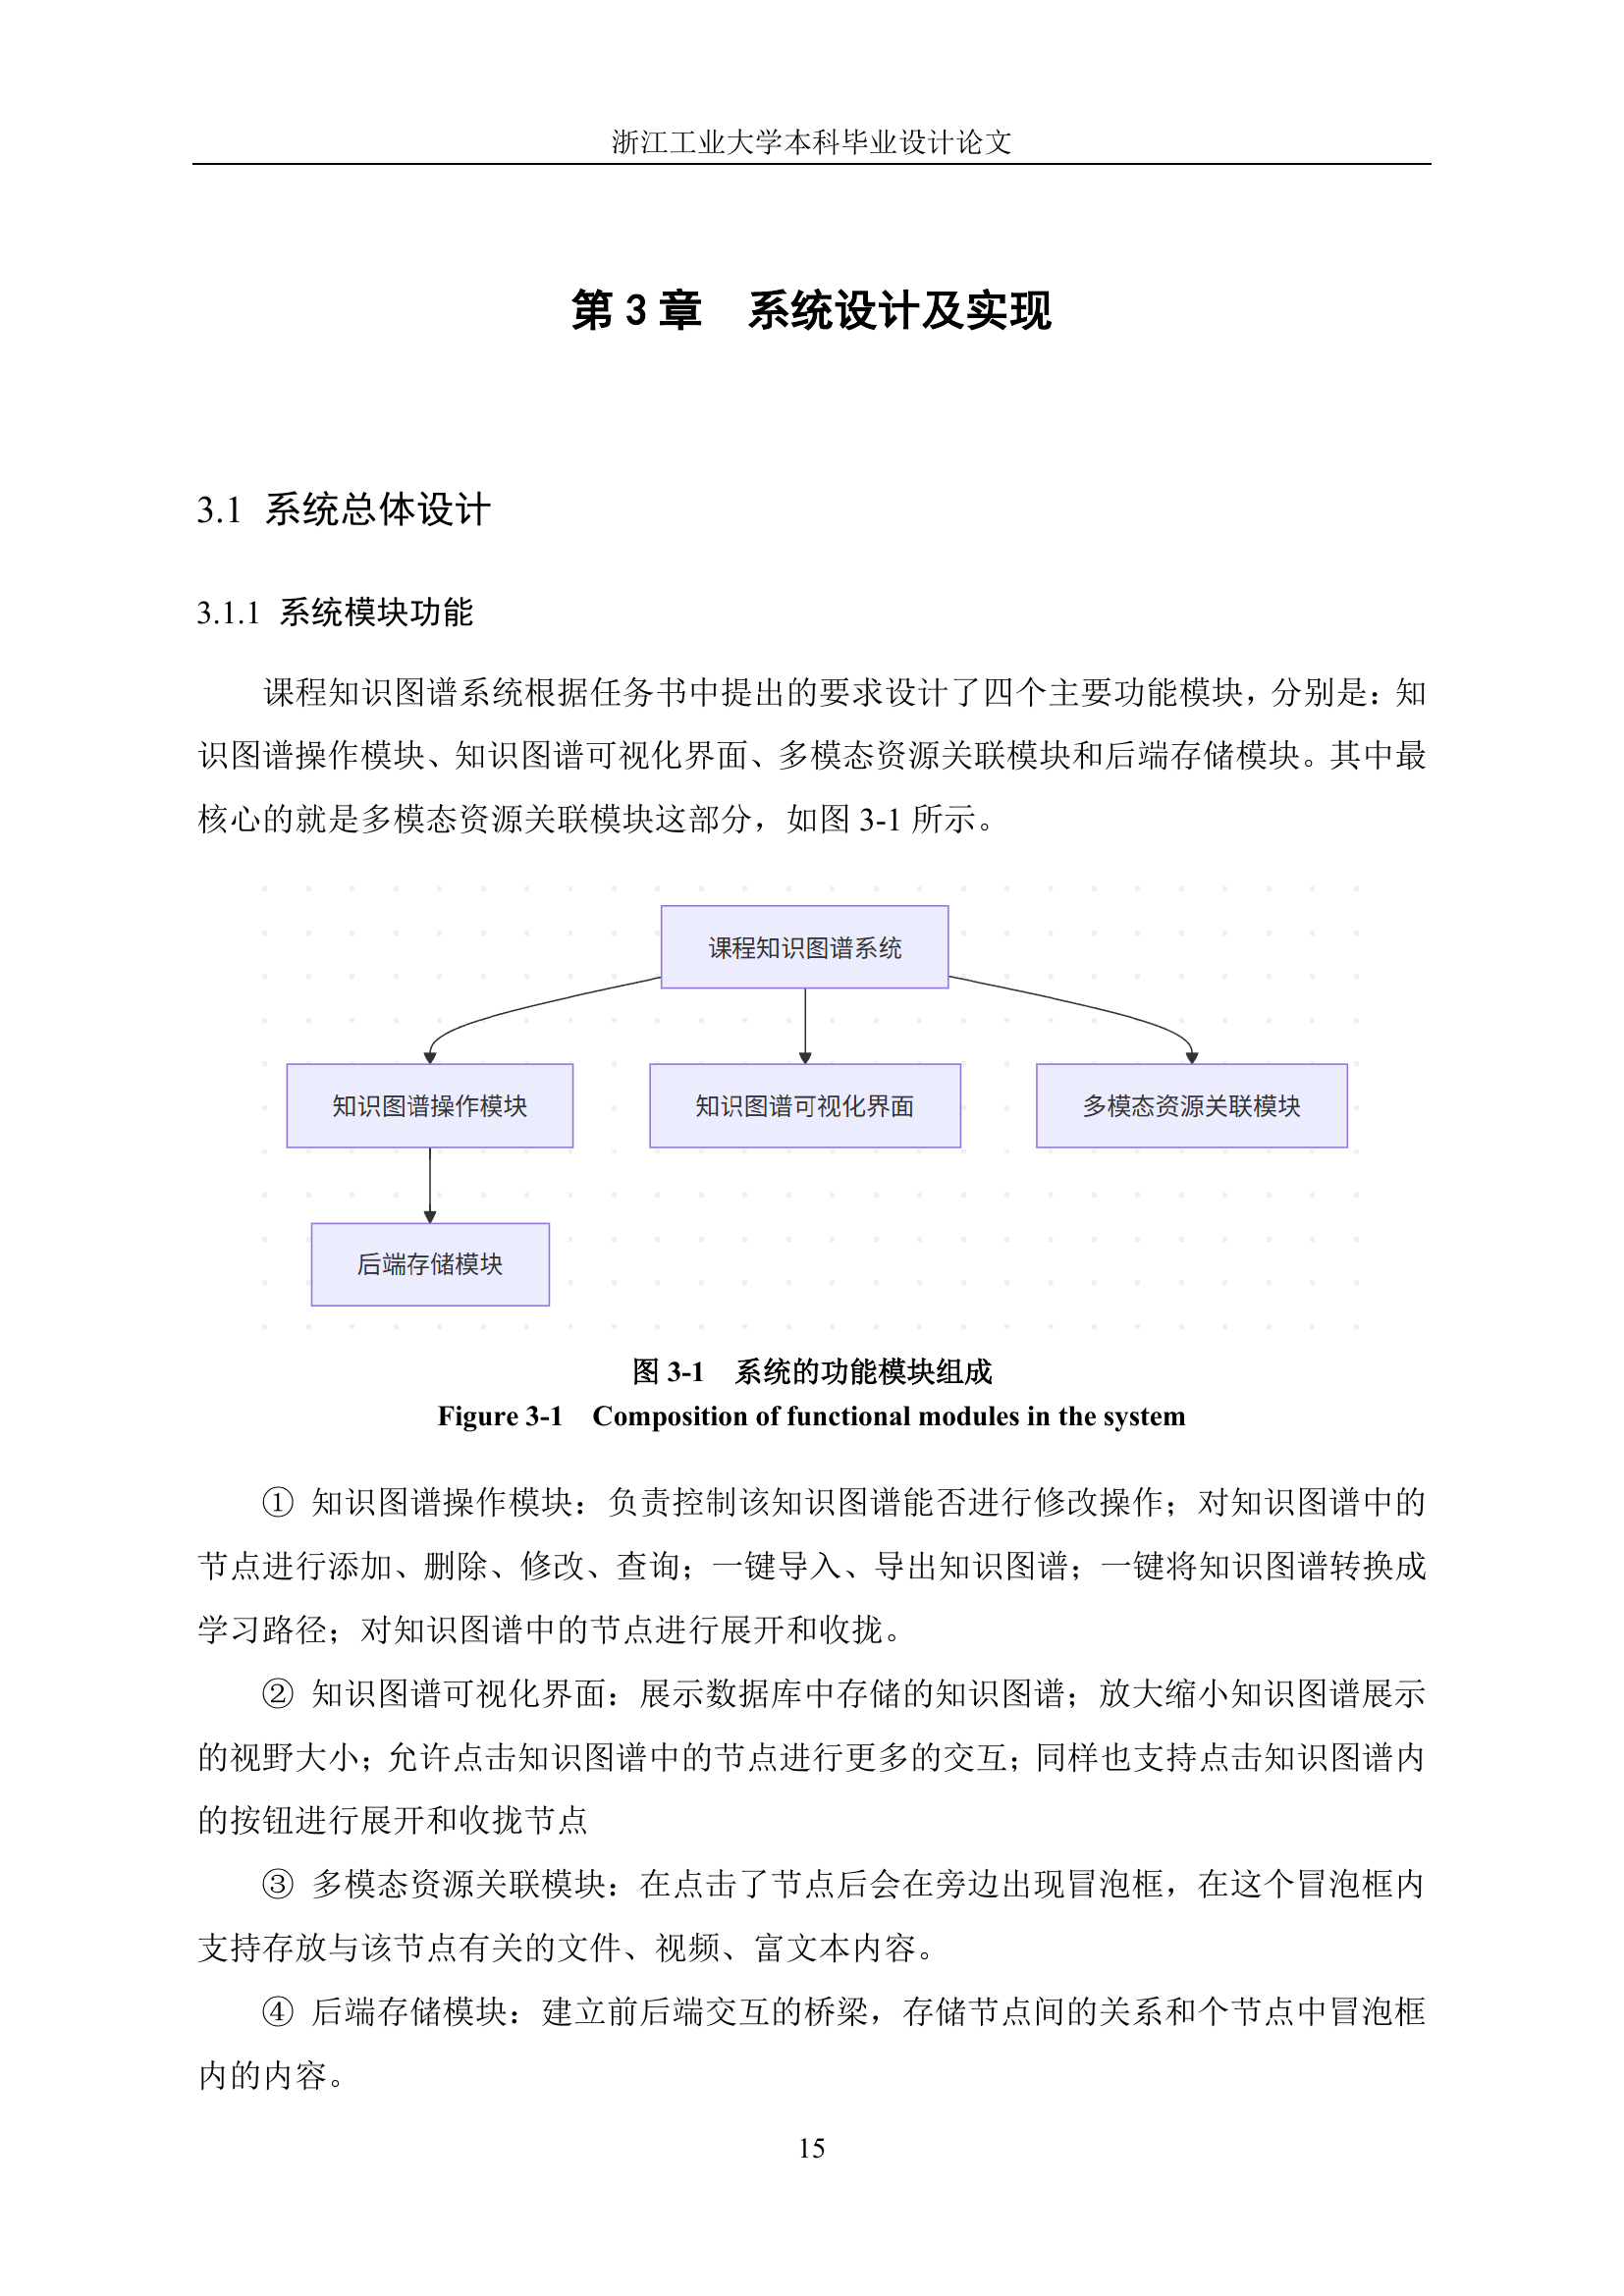 浙江工业大学本科毕业设计论文
第 3 章　系统设计及实现
3.1 系统总体设计
3.1.1 系统模块功能
课程知识图谱系统根据任务书中提出的要求设计了四个主要功能模块，分别是：知
识图谱操作模块、知识图谱可视化界面、多模态资源关联模块和后端存储模块。其中最
核心的就是多模态资源关联模块这部分，如图 3-1 所示。
课程知识图谱系统
知识图谱操作模块
知识图谱可视化界面
多模态资源关联模块
后端存储模块
图 3-1　系统的功能模块组成
Figure 3-1　Composition of functional modules in the system
① 知识图谱操作模块：负责控制该知识图谱能否进行修改操作；对知识图谱中的
节点进行添加、删除、修改、查询；一键导入、导出知识图谱；一键将知识图谱转换成
学习路径；对知识图谱中的节点进行展开和收拢。
② 知识图谱可视化界面：展示数据库中存储的知识图谱；放大缩小知识图谱展示
的视野大小；允许点击知识图谱中的节点进行更多的交互；同样也支持点击知识图谱内
的按钮进行展开和收拢节点
③ 多模态资源关联模块：在点击了节点后会在旁边出现冒泡框，在这个冒泡框内
支持存放与该节点有关的文件、视频、富文本内容。
④ 后端存储模块：建立前后端交互的桥梁，存储节点间的关系和个节点中冒泡框
内的内容。
15